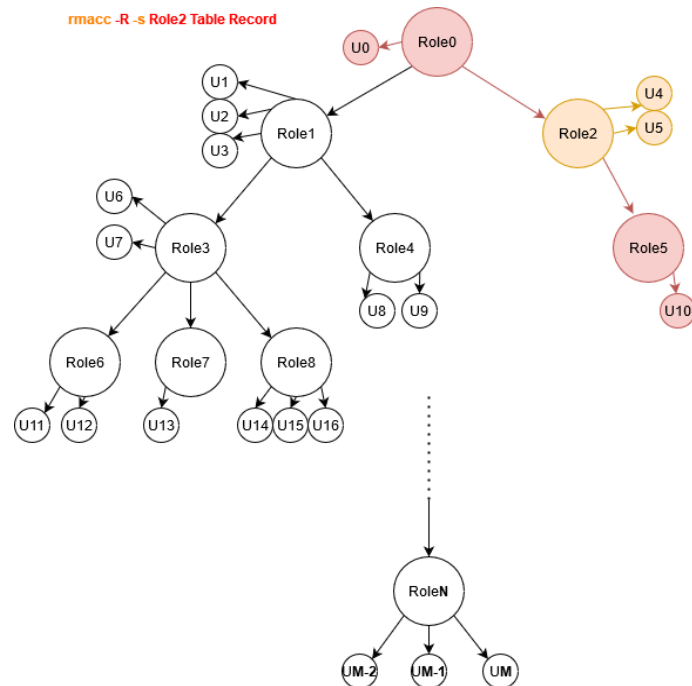 rmacc -R -s Role2 Table Record
Role0
U0
U1
U2
U3
Role1
U4
U5
Role2
U6
U7
Role3
Role4
Role5
U8
U9
U10
Role6
Role7
Role8
U11
U12
U13
U14
U15
U16
RoleN
UM-2
UM-1
UM